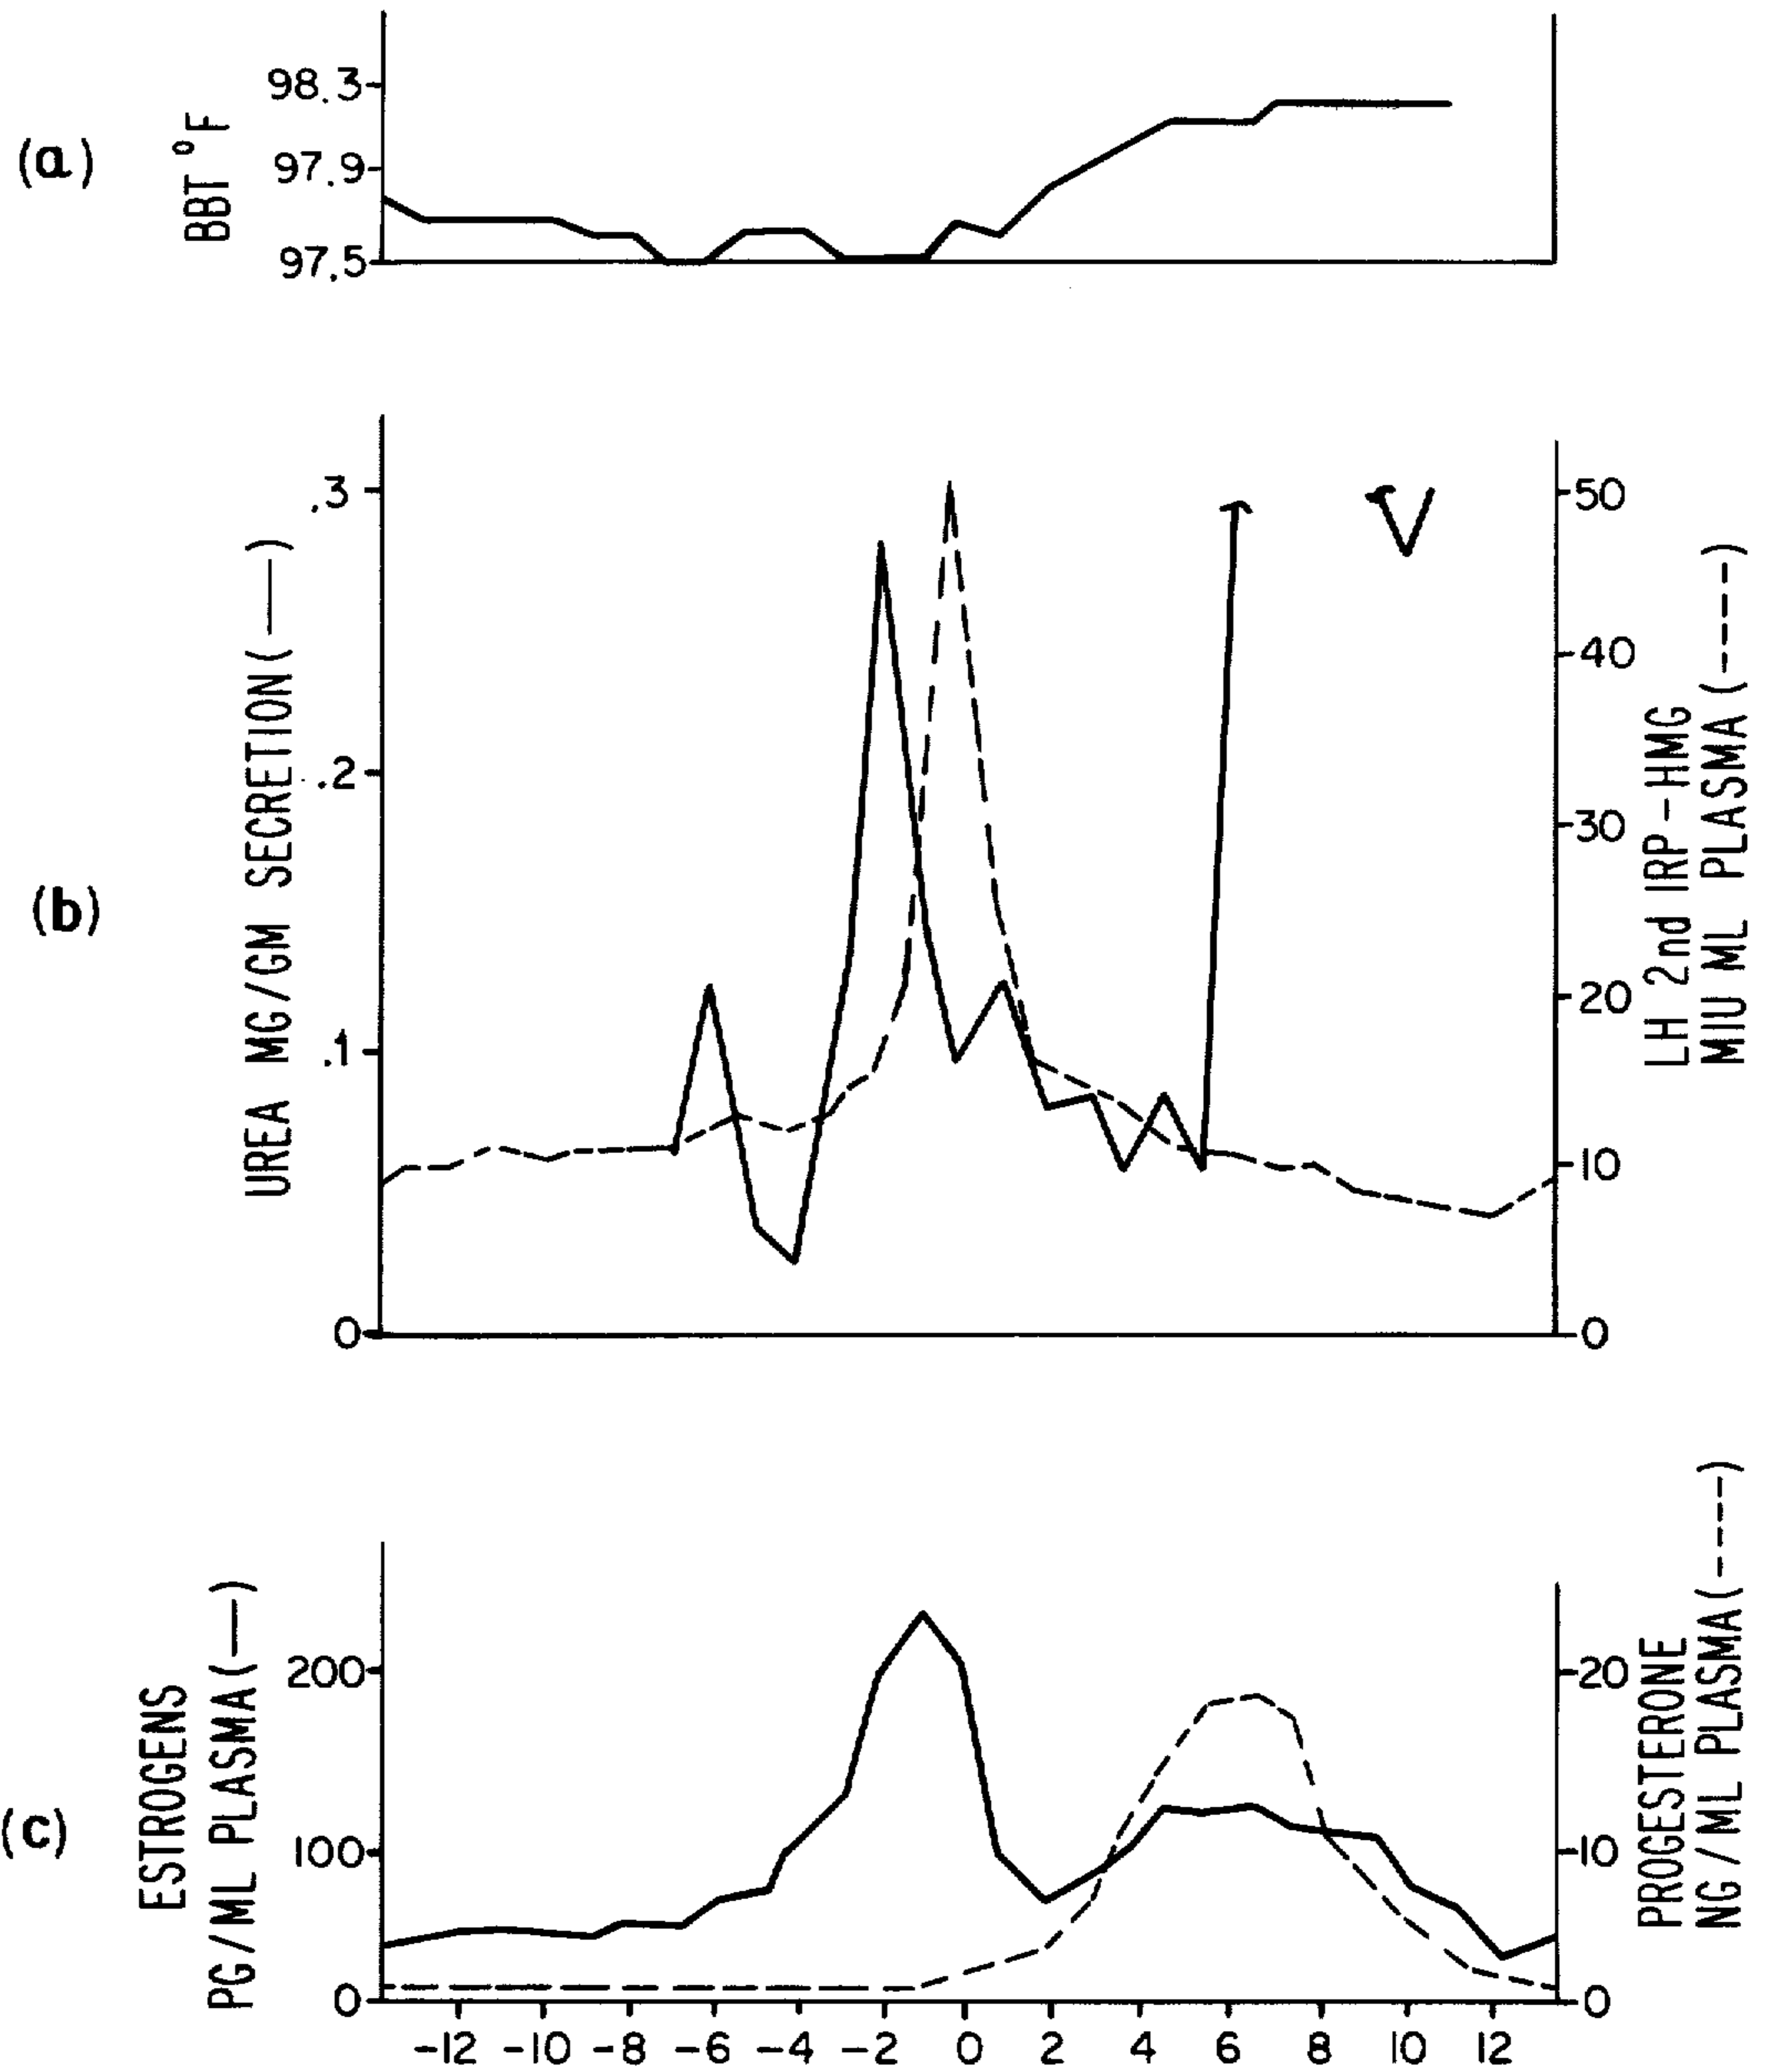 (a)
BBT °F
98.3
97.9
97.5
(b)
UREA MG/GM SECRETION (——)
.3
.2
.1
0
50
40
30
20
10
0
LH 2nd IRP-HMG
MIU ML PLASMA (----)
(c)
ESTROGENS
PG/ML PLASMA (—)
200
100
0
20
10
0
PROGESTERONE
NG/ML PLASMA (----)
-12 -10 -8 -6 -4 -2 0 2 4 6 8 10 12